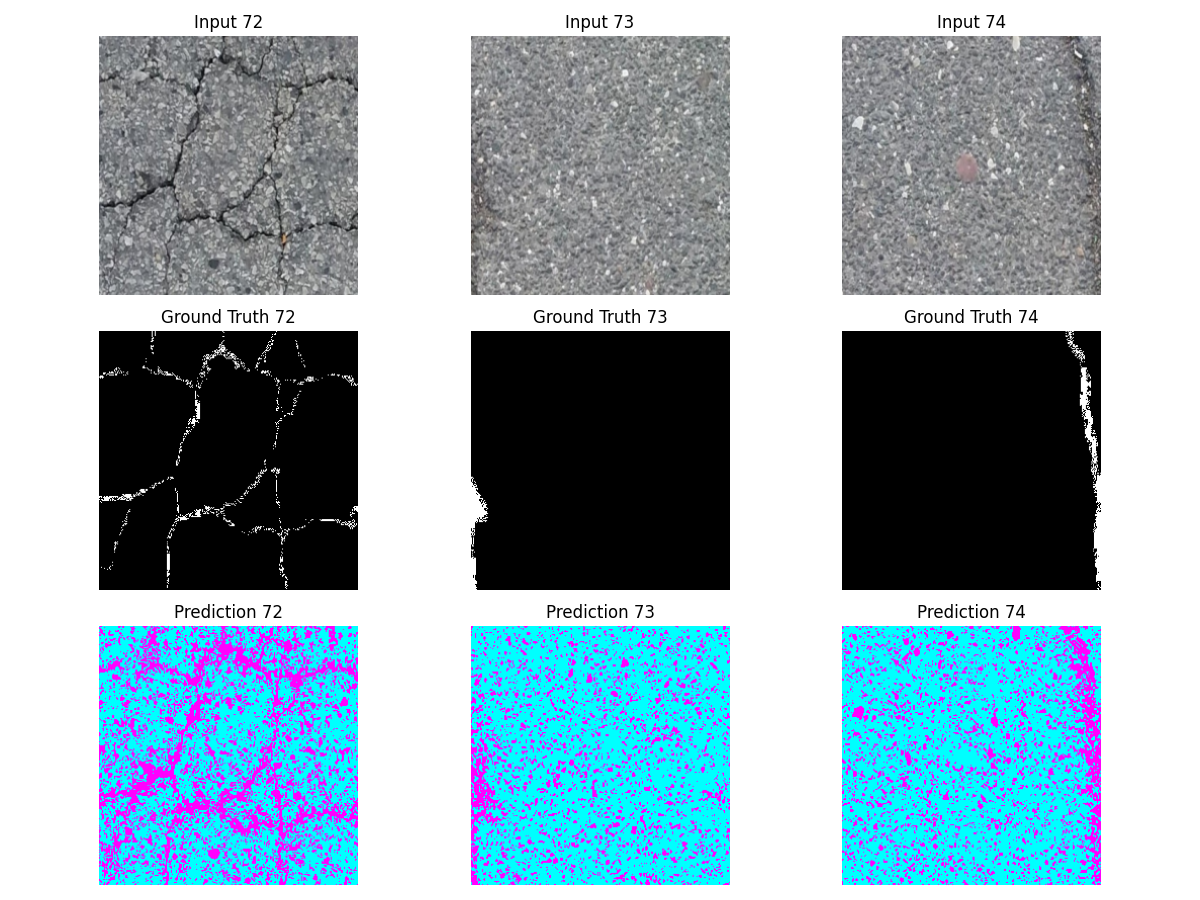 Input 72
Input 73
Input 74
Ground Truth 72
Ground Truth 73
Ground Truth 74
Prediction 72
Prediction 73
Prediction 74